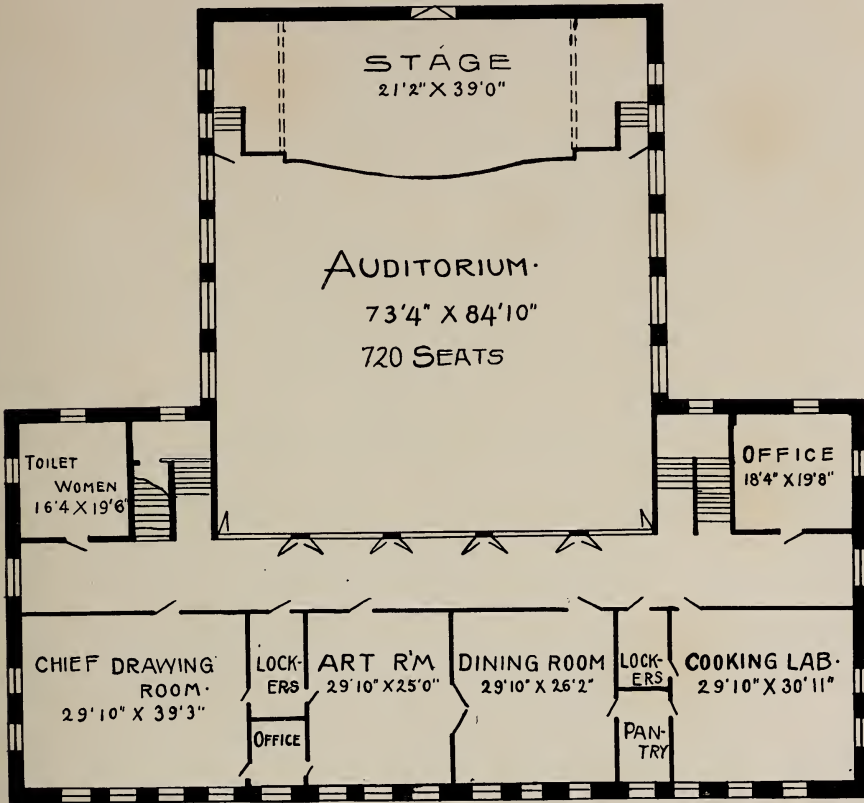 STAGE
21'2" X 39'0"
AUDITORIUM.
73'4" X 84'10"
720 SEATS
TOILET
WOMEN
16'4 X 19'6"
OFFICE
18'4" X 19'8"
CHIEF DRAWING
ROOM.
29'10" X 39'3"
LOCK-
ERS
OFFICE
ART R'M
29'10" X 25'0"
DINING ROOM
29'10" X 26'2"
LOCK-
ERS
PAN-
TRY
COOKING LAB.
29'10" X 30'11"